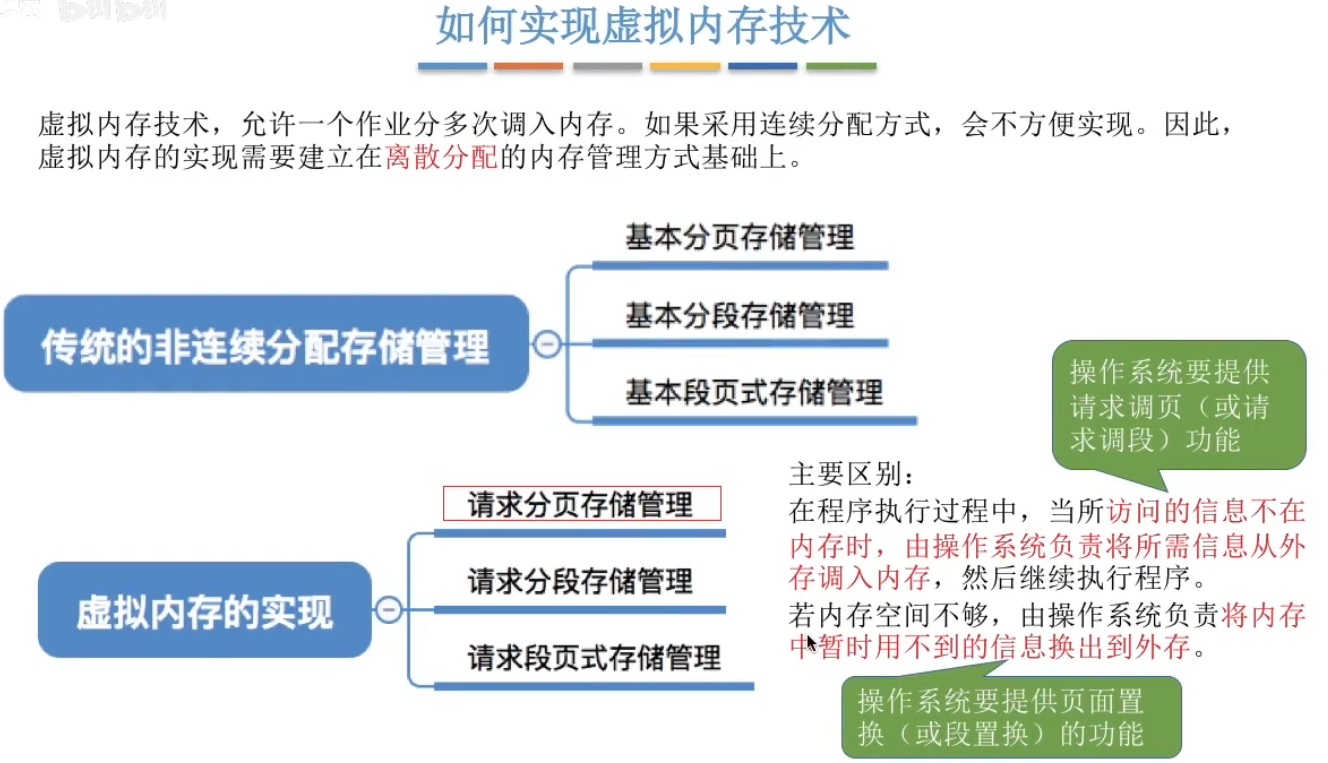 如何实现虚拟内存技术
虚拟内存技术，允许一个作业分多次调入内存。如果采用连续分配方式，会不方便实现。因此，
虚拟内存的实现需要建立在离散分配的内存管理方式基础上。
传统的非连续分配存储管理
基本分页存储管理
基本分段存储管理
基本段页式存储管理
虚拟内存的实现
请求分页存储管理
请求分段存储管理
请求段页式存储管理
操作系统要提供
请求调页（或请
求调段）功能
主要区别：
在程序执行过程中，当所访问的信息不在
内存时，由操作系统负责将所需信息从外
存调入内存，然后继续执行程序。
若内存空间不够，由操作系统负责将内存
中暂时用不到的信息换出到外存。
操作系统要提供页面置
换（或段置换）的功能